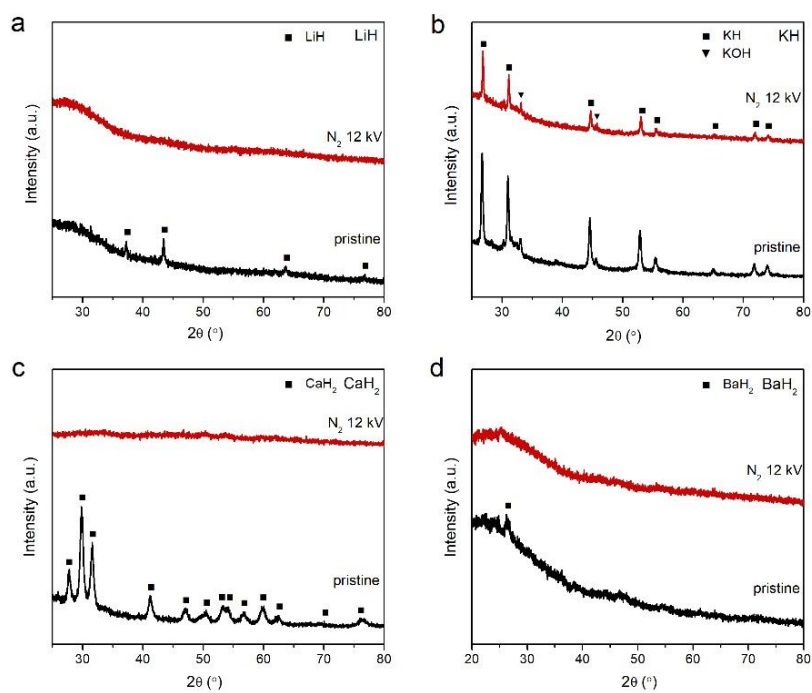 a
■ LiH LiH
N₂ 12 kV
pristine
Intensity (a.u.)
30 40 50 60 70 80
2θ (°)
b
■ KH KH
▼ KOH
N₂ 12 kV
pristine
Intensity (a.u.)
30 40 50 60 70 80
2θ (°)
c
■ CaH₂ CaH₂
N₂ 12 kV
pristine
Intensity (a.u.)
30 40 50 60 70 80
2θ (°)
d
■ BaH₂ BaH₂
N₂ 12 kV
pristine
Intensity (a.u.)
20 20 30 40 50 60 70 80
2θ (°)